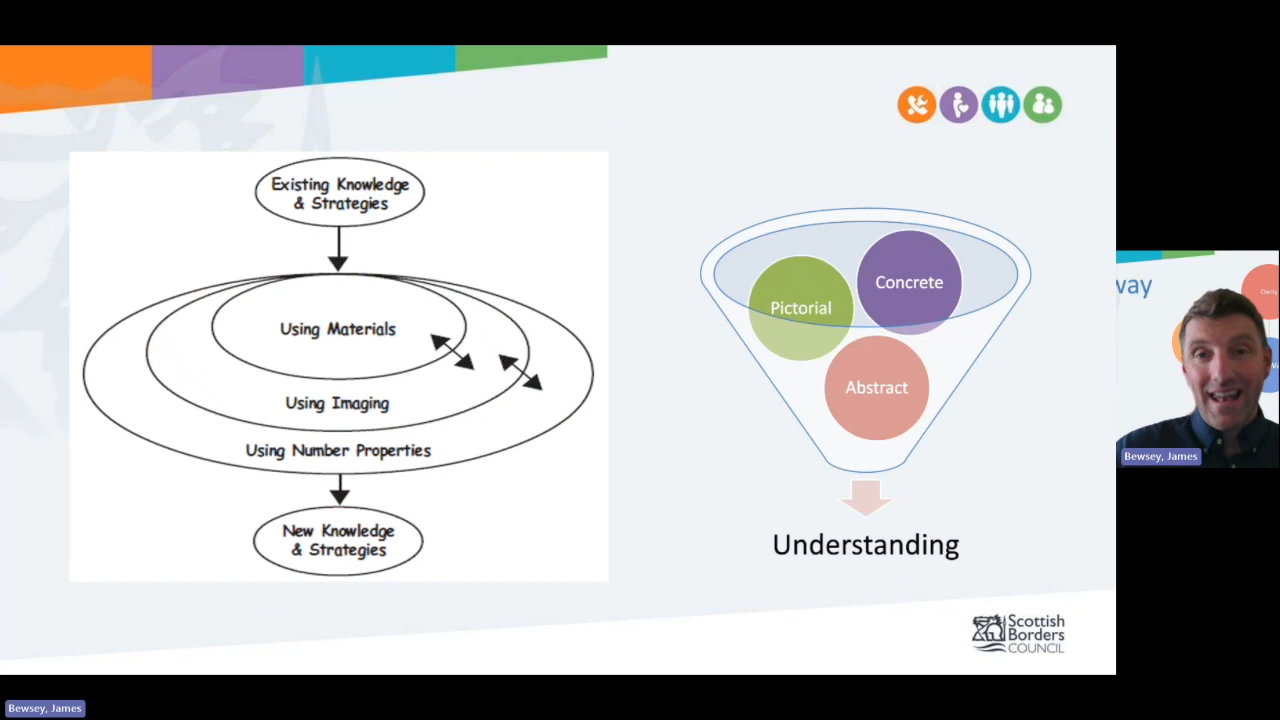 Existing Knowledge
& Strategies
Using Materials
Using Imaging
Using Number Properties
New Knowledge
& Strategies
Pictorial
Concrete
Abstract
Understanding
Scottish
Borders
COUNCIL
way
Bewsey, James
Bewsey, James